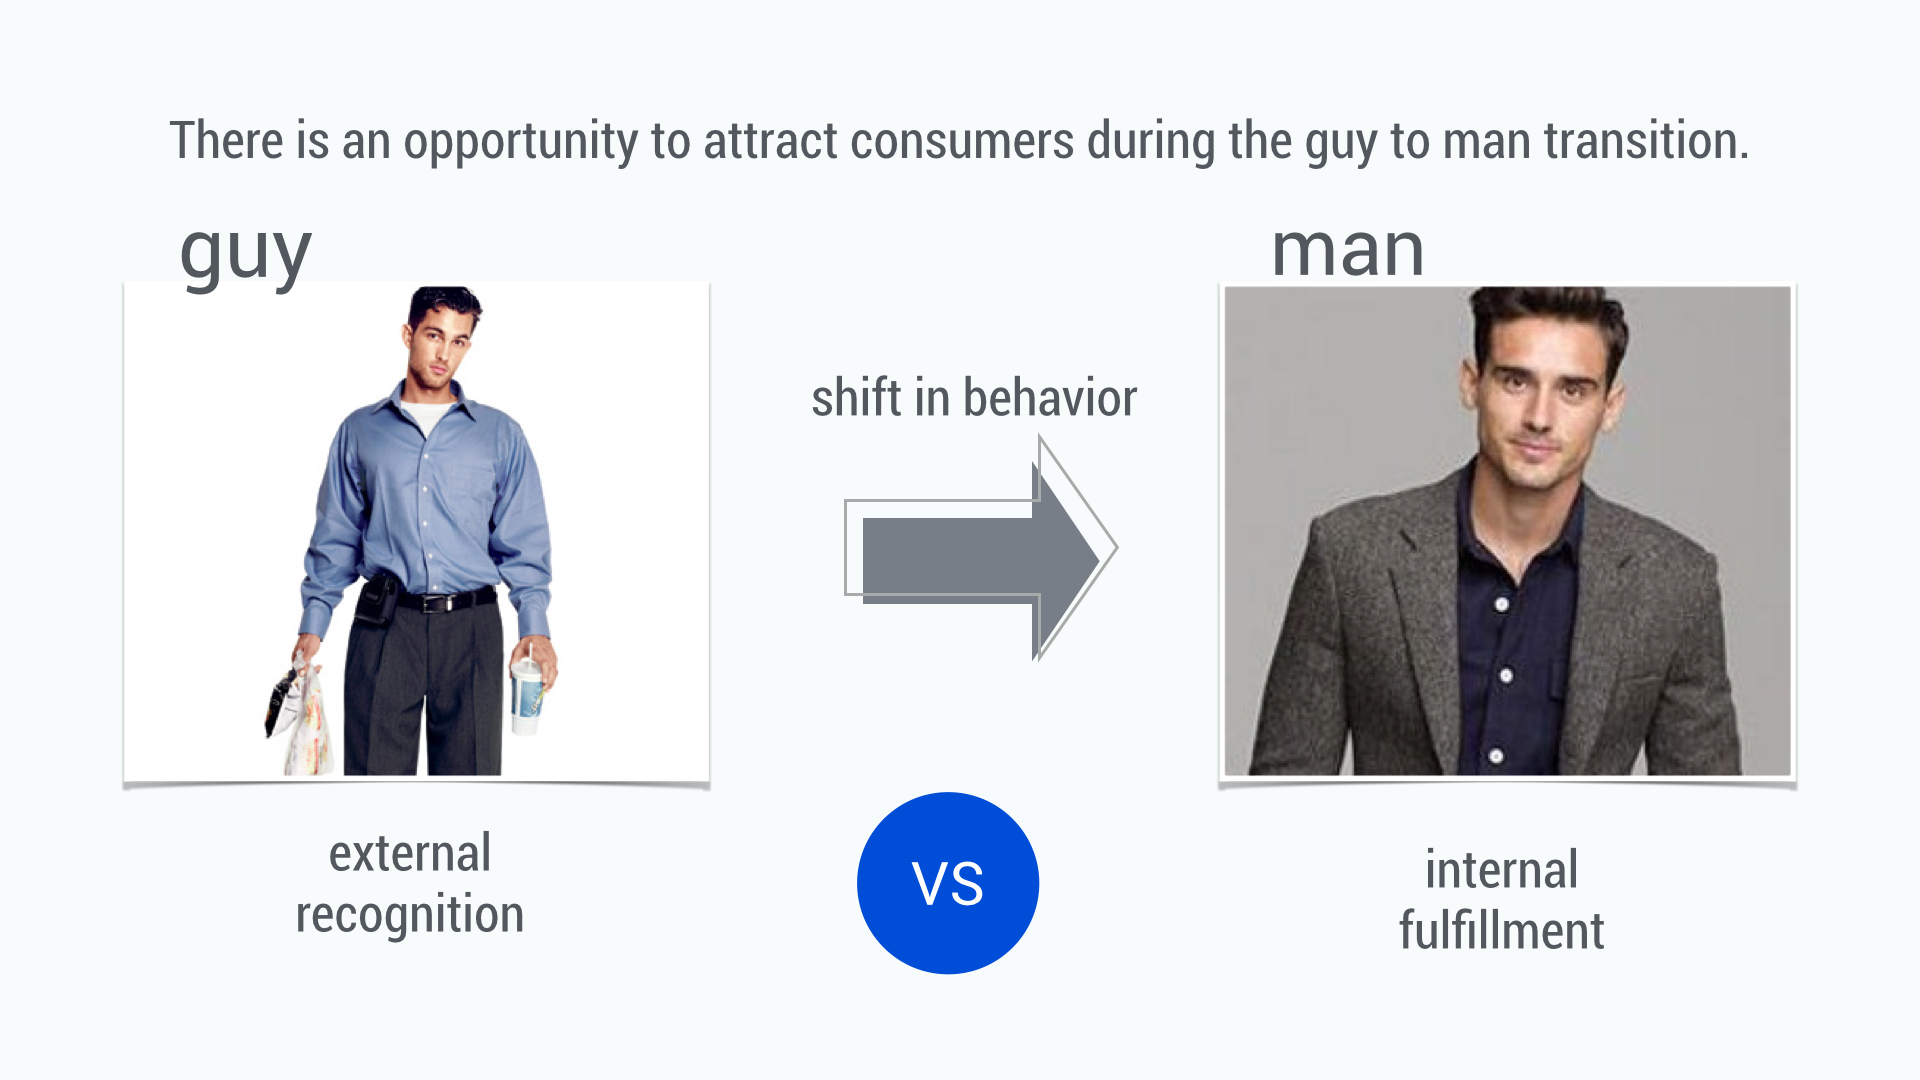 There is an opportunity to attract consumers during the guy to man transition.
guy
man
shift in behavior
external
recognition
VS
internal
fulfillment